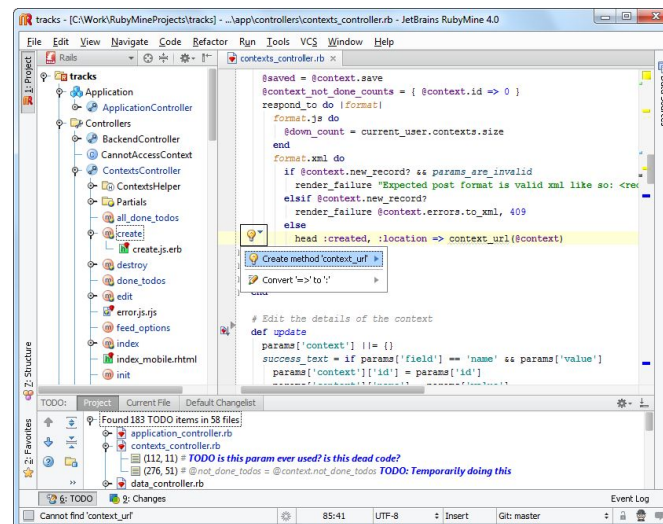 tracks - [C:\Work\RubyMineProjects\tracks] - ...\app\controllers\contexts_controller.rb - JetBrains RubyMine 4.0
File Edit View Navigate Code Refactor Run Tools VCS Window Help
Rails
contexts_controller.rb
1: Project
tracks
Application
ApplicationController
Controllers
BackendController
CannotAccessContext
ContextsController
ContextsHelper
Partials
all_done_todos
create
create.js.erb
destroy
done_todos
edit
error.js.rjs
feed_options
index
index_mobile.rhtml
init
@saved = @context.save
@context_not_done_counts = { @context.id => 0 }
respond_to do |format|
format.js do
@down_count = current_user.contexts.size
end
format.xml do
if @context.new_record? && params_are_invalid
render_failure "Expected post format is valid xml like so: <rec
elsif @context.new_record?
render_failure @context.errors.to_xml, 409
else
head :created, :location => context_url(@context)
Create method 'context_url'
Convert '=>' to ':'
end
# Edit the details of the context
def update
params['context'] ||= {}
success_text = if params['field'] == 'name' && params['value']
params['context']['id'] = params['id']
Z: Structure
2: Favorites
TODO: Project Current File Default Changelist
Found 183 TODO items in 58 files
application_controller.rb
contexts_controller.rb
(112, 11) # TODO is this param ever used? is this dead code?
(276, 51) # @not_done_todos = @context.not_done_todos TODO: Temporarily doing this
data_controller.rb
6: TODO 9: Changes Event Log
Cannot find 'context_url' 85:41 UTF-8 Insert Git: master